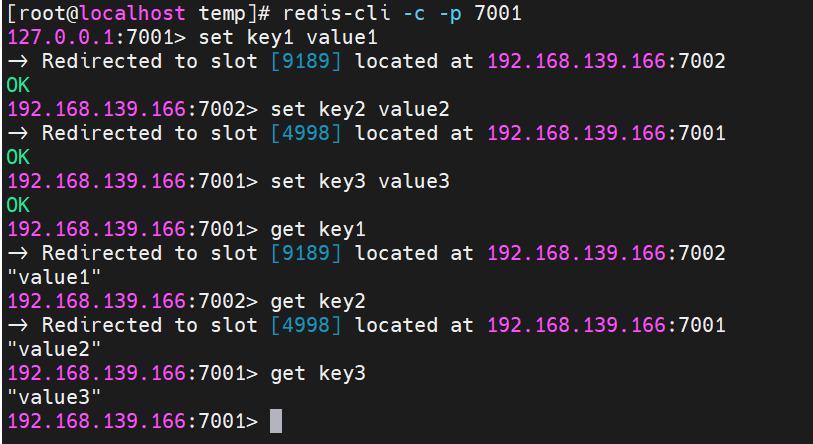 [root@localhost temp]# redis-cli -c -p 7001
127.0.0.1:7001> set key1 value1
-> Redirected to slot [9189] located at 192.168.139.166:7002
OK
192.168.139.166:7002> set key2 value2
-> Redirected to slot [4998] located at 192.168.139.166:7001
OK
192.168.139.166:7001> set key3 value3
OK
192.168.139.166:7001> get key1
-> Redirected to slot [9189] located at 192.168.139.166:7002
"value1"
192.168.139.166:7002> get key2
-> Redirected to slot [4998] located at 192.168.139.166:7001
"value2"
192.168.139.166:7001> get key3
"value3"
192.168.139.166:7001>